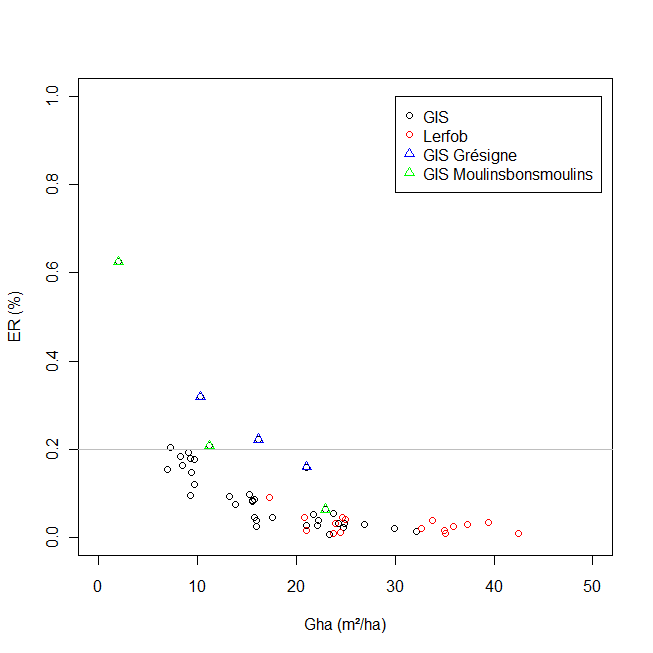 ER (%)
1.0
0.8
0.6
0.4
0.2
0.0
GIS
Lerfob
GIS Grésigne
GIS Moulinsbonsmoulins
0 10 20 30 40 50
Gha (m²/ha)